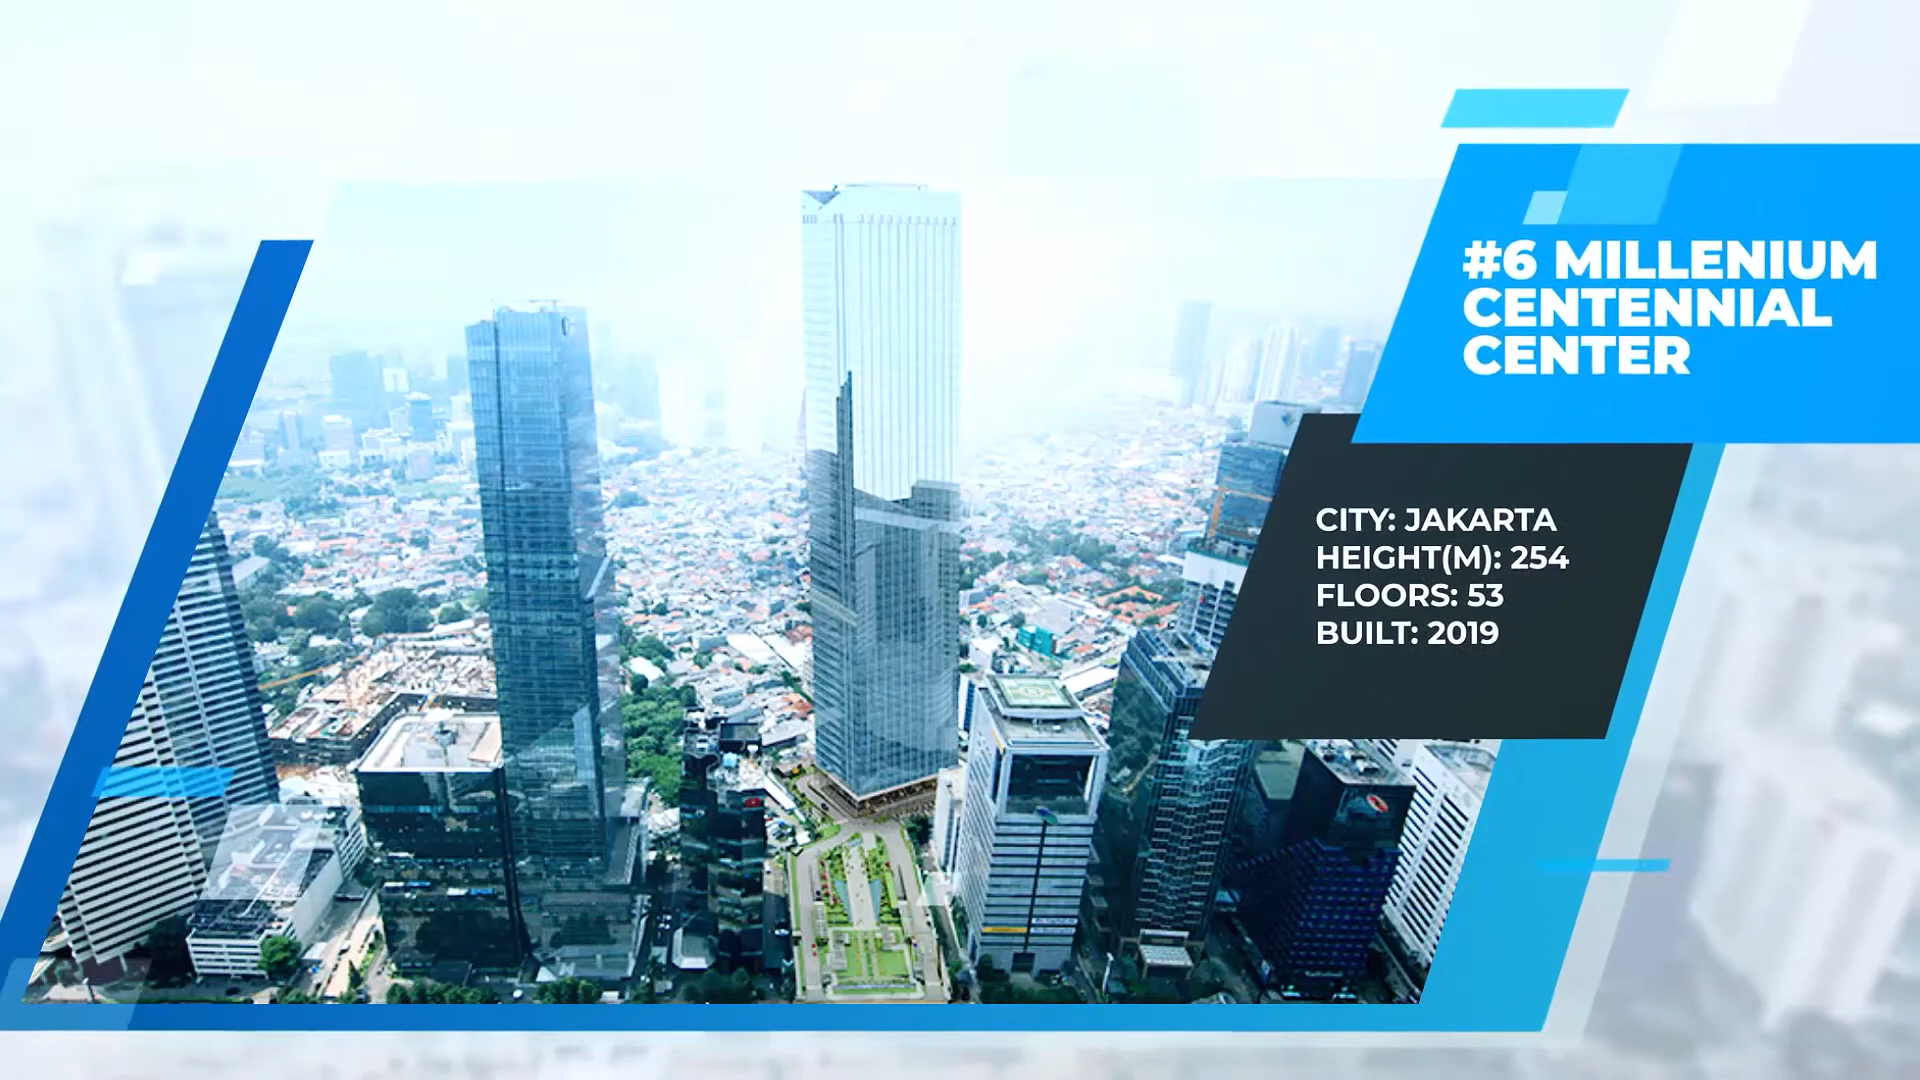 #6 MILLENIUM
CENTENNIAL
CENTER
CITY: JAKARTA
HEIGHT(M): 254
FLOORS: 53
BUILT: 2019